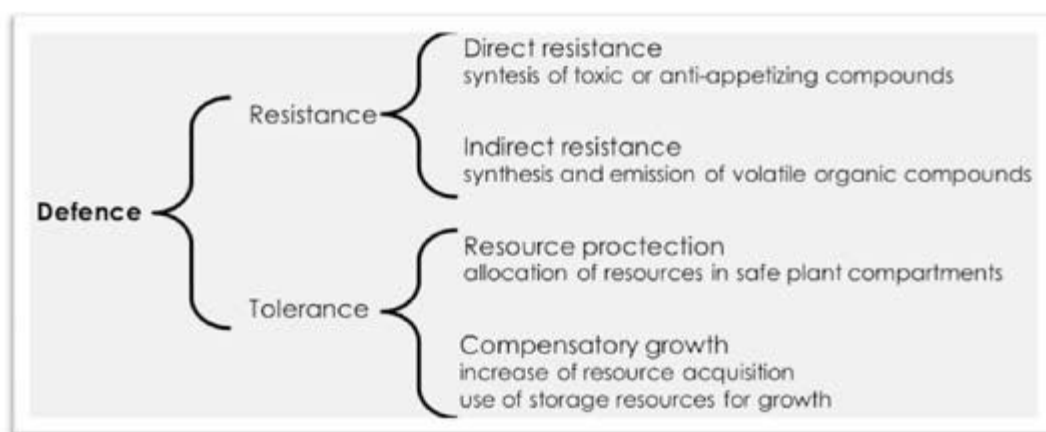 Direct resistance
syntesis of toxic or anti-appetizing compounds
Resistance
Indirect resistance
synthesis and emission of volatile organic compounds
Defence
Resource proctection
allocation of resources in safe plant compartments
Tolerance
Compensatory growth
increase of resource acquisition
use of storage resources for growth